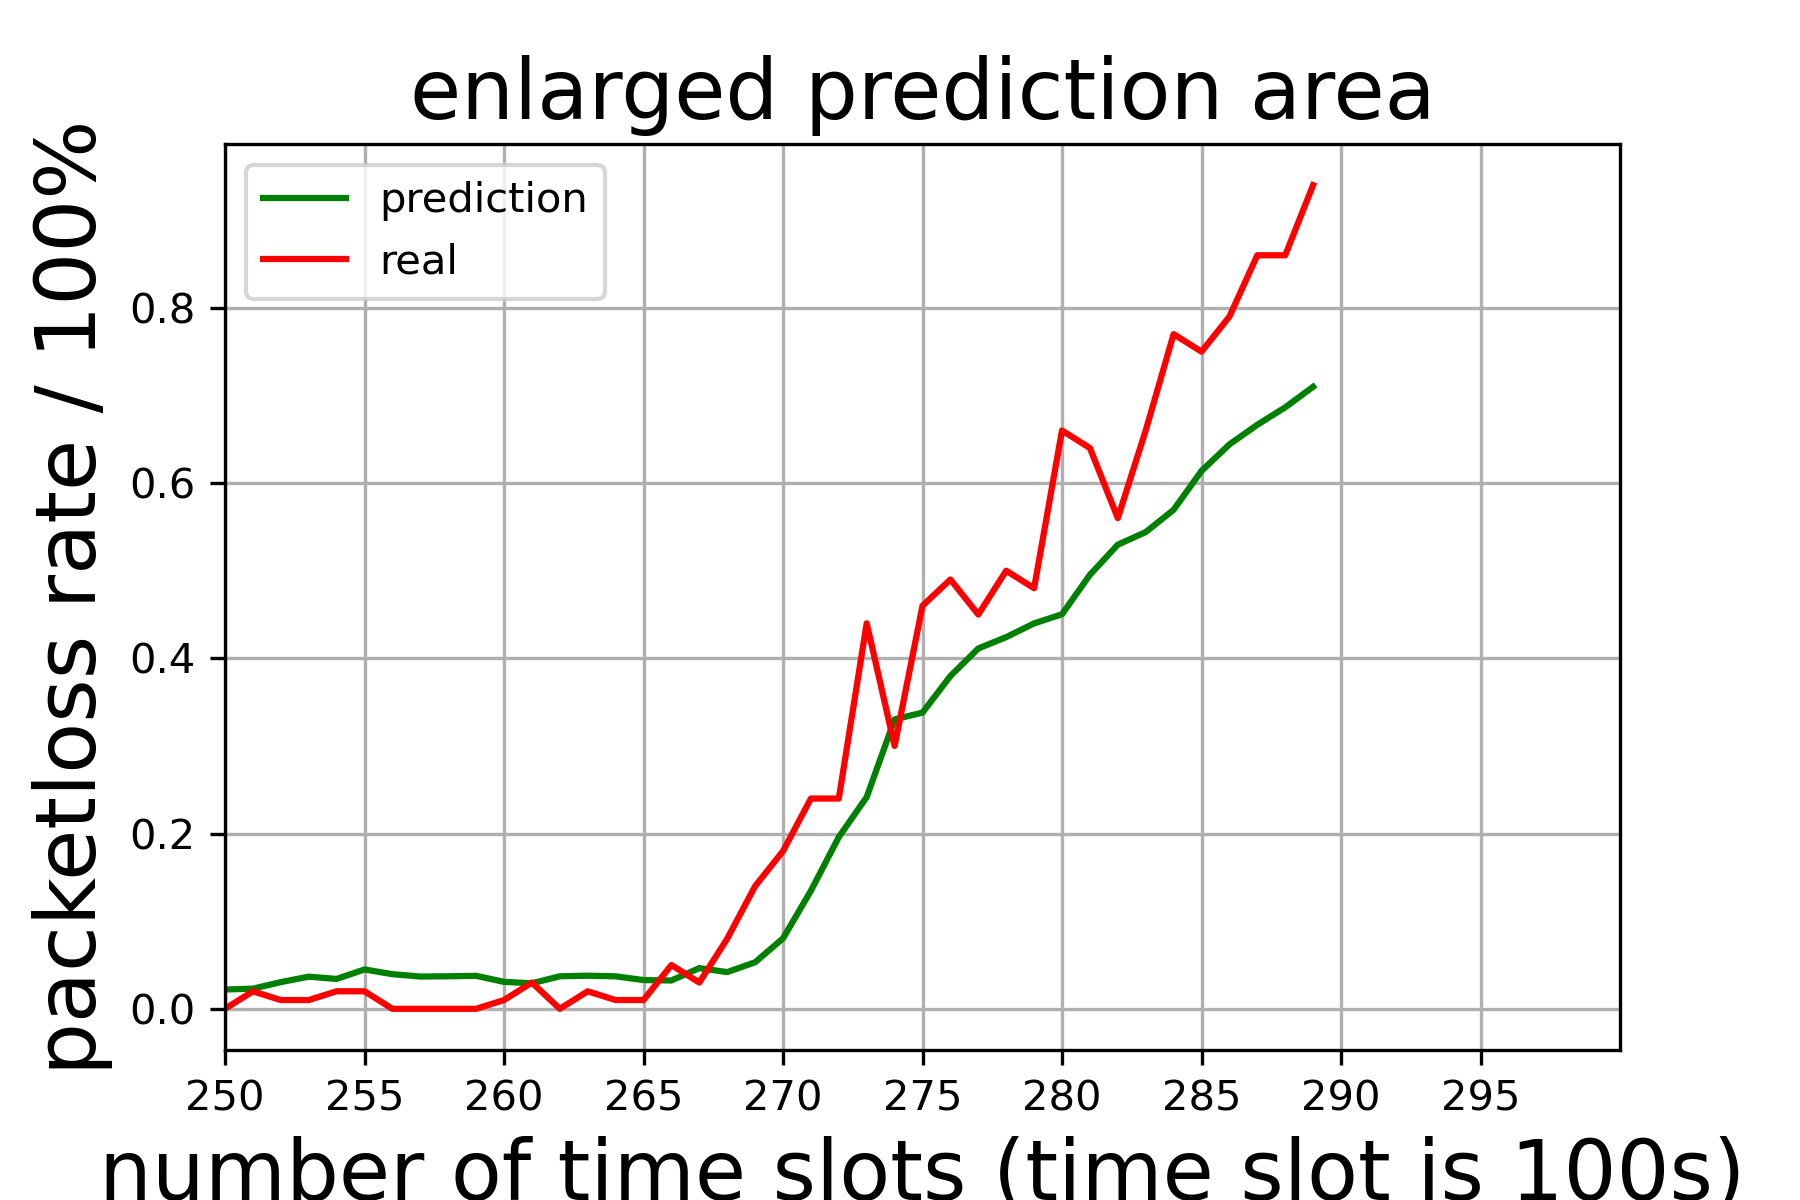 enlarged prediction area
packetloss rate / 100%
prediction
real
0.8
0.6
0.4
0.2
0.0
250 255 260 265 270 275 280 285 290 295
number of time slots (time slot is 100s)